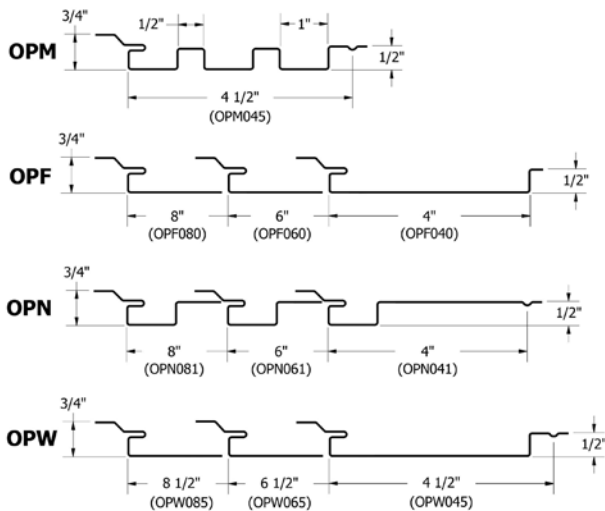 3/4"
1/2"
1"
OPM
1/2"
4 1/2"
(OPM045)
3/4"
OPF
1/2"
8" 6" 4"
(OPF080) (OPF060) (OPF040)
3/4"
OPN
1/2"
8" 6" 4"
(OPN081) (OPN061) (OPN041)
3/4"
OPW
1/2"
8 1/2" 6 1/2" 4 1/2"
(OPW085) (OPW065) (OPW045)